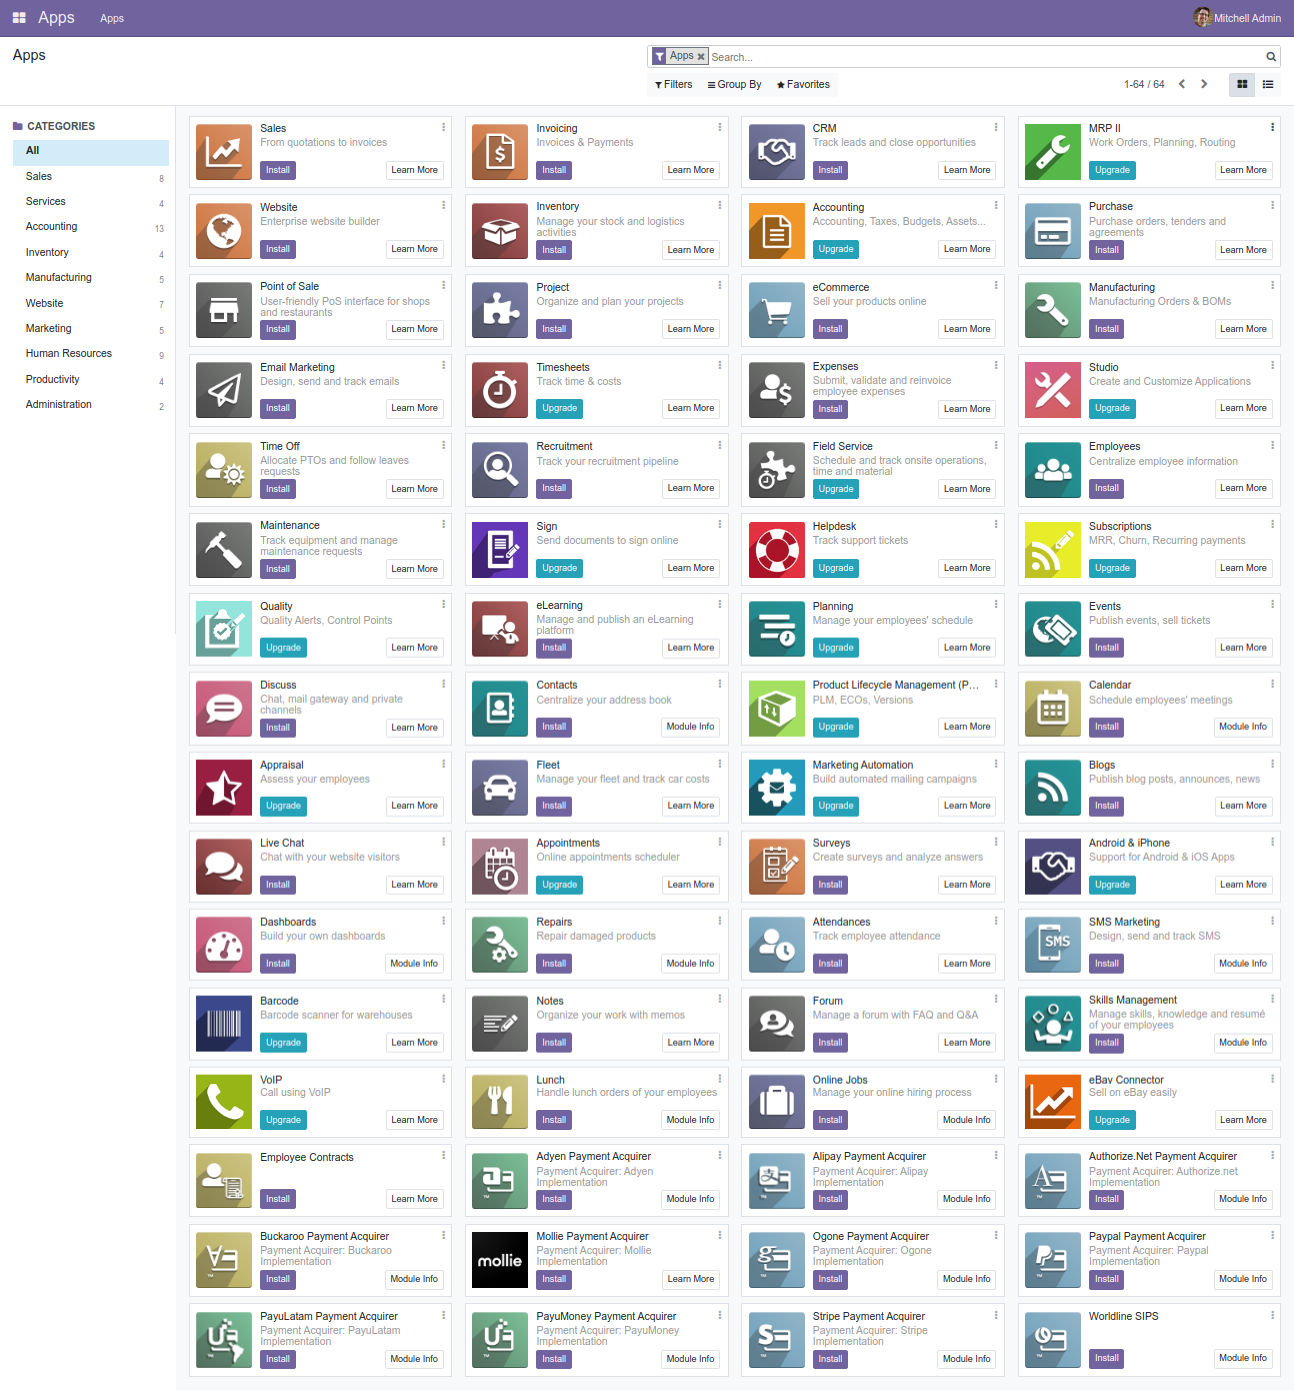 Apps
Apps
Mitchell Admin
Apps
Apps
Search...
Filters
Group By
Favorites
1-64 / 64
CATEGORIES
All
Sales 8
Services 4
Accounting 13
Inventory 4
Manufacturing 5
Website 7
Marketing 5
Human Resources 9
Productivity 4
Administration 2
Sales
From quotations to invoices
Install Learn More
Invoicing
Invoices & Payments
Install Learn More
CRM
Track leads and close opportunities
Install Learn More
MRP II
Work Orders, Planning, Routing
Upgrade Learn More
Website
Enterprise website builder
Install Learn More
Inventory
Manage your stock and logistics
activities
Install Learn More
Accounting
Accounting, Taxes, Budgets, Assets...
Upgrade Learn More
Purchase
Purchase orders, tenders and
agreements
Install Learn More
Point of Sale
User-friendly PoS interface for shops
and restaurants
Install Learn More
Project
Organize and plan your projects
Install Learn More
eCommerce
Sell your products online
Install Learn More
Manufacturing
Manufacturing Orders & BOMs
Install Learn More
Email Marketing
Design, send and track emails
Install Learn More
Timesheets
Track time & costs
Upgrade Learn More
Expenses
Submit, validate and reinvoice
employee expenses
Install Learn More
Studio
Create and Customize Applications
Upgrade Learn More
Time Off
Allocate PTOs and follow leaves
requests
Install Learn More
Recruitment
Track your recruitment pipeline
Install Learn More
Field Service
Schedule and track onsite operations,
time and material
Upgrade Learn More
Employees
Centralize employee information
Install Learn More
Maintenance
Track equipment and manage
maintenance requests
Install Learn More
Sign
Send documents to sign online
Upgrade Learn More
Helpdesk
Track support tickets
Upgrade Learn More
Subscriptions
MRR, Churn, Recurring payments
Upgrade Learn More
Quality
Quality Alerts, Control Points
Upgrade Learn More
eLearning
Manage and publish an eLearning
platform
Install Learn More
Planning
Manage your employees' schedule
Upgrade Learn More
Events
Publish events, sell tickets
Install Learn More
Discuss
Chat, mail gateway and private
channels
Install Learn More
Contacts
Centralize your address book
Install Module Info
Product Lifecycle Management (P...
PLM, ECOs, Versions
Upgrade Learn More
Calendar
Schedule employees' meetings
Install Module Info
Appraisal
Assess your employees
Upgrade Learn More
Fleet
Manage your fleet and track car costs
Install Learn More
Marketing Automation
Build automated mailing campaigns
Upgrade Learn More
Blogs
Publish blog posts, announces, news
Install Learn More
Live Chat
Chat with your website visitors
Install Learn More
Appointments
Online appointments scheduler
Upgrade Learn More
Surveys
Create surveys and analyze answers
Install Learn More
Android & iPhone
Support for Android & iOS Apps
Upgrade Learn More
Dashboards
Build your own dashboards
Install Module Info
Repairs
Repair damaged products
Install Module Info
Attendances
Track employee attendance
Install Learn More
SMS
SMS Marketing
Design, send and track SMS
Install Module Info
Barcode
Barcode scanner for warehouses
Upgrade Learn More
Notes
Organize your work with memos
Install Learn More
Forum
Manage a forum with FAQ and Q&A
Install Learn More
Skills Management
Manage skills, knowledge and resumé
of your employees
Install Module Info
VoIP
Call using VoIP
Upgrade Learn More
Lunch
Handle lunch orders of your employees
Install Module Info
Online Jobs
Manage your online hiring process
Install Module Info
eBay Connector
Sell on eBay easily
Upgrade Learn More
Employee Contracts
Install Learn More
Adyen Payment Acquirer
Payment Acquirer: Adyen
Implementation
Install Module Info
Alipay Payment Acquirer
Payment Acquirer: Alipay
Implementation
Install Module Info
Authorize.Net Payment Acquirer
Payment Acquirer: Authorize.net
Implementation
Install Module Info
Buckaroo Payment Acquirer
Payment Acquirer: Buckaroo
Implementation
Install Module Info
mollie
Mollie Payment Acquirer
Payment Acquirer: Mollie
Implementation
Install Learn More
Ogone Payment Acquirer
Payment Acquirer: Ogone
Implementation
Install Module Info
Paypal Payment Acquirer
Payment Acquirer: Paypal
Implementation
Install Module Info
PayuLatam Payment Acquirer
Payment Acquirer: PayuLatam
Implementation
Install Module Info
PayuMoney Payment Acquirer
Payment Acquirer: PayuMoney
Implementation
Install Module Info
Stripe Payment Acquirer
Payment Acquirer: Stripe
Implementation
Install Module Info
Worldline SIPS
Install Module Info